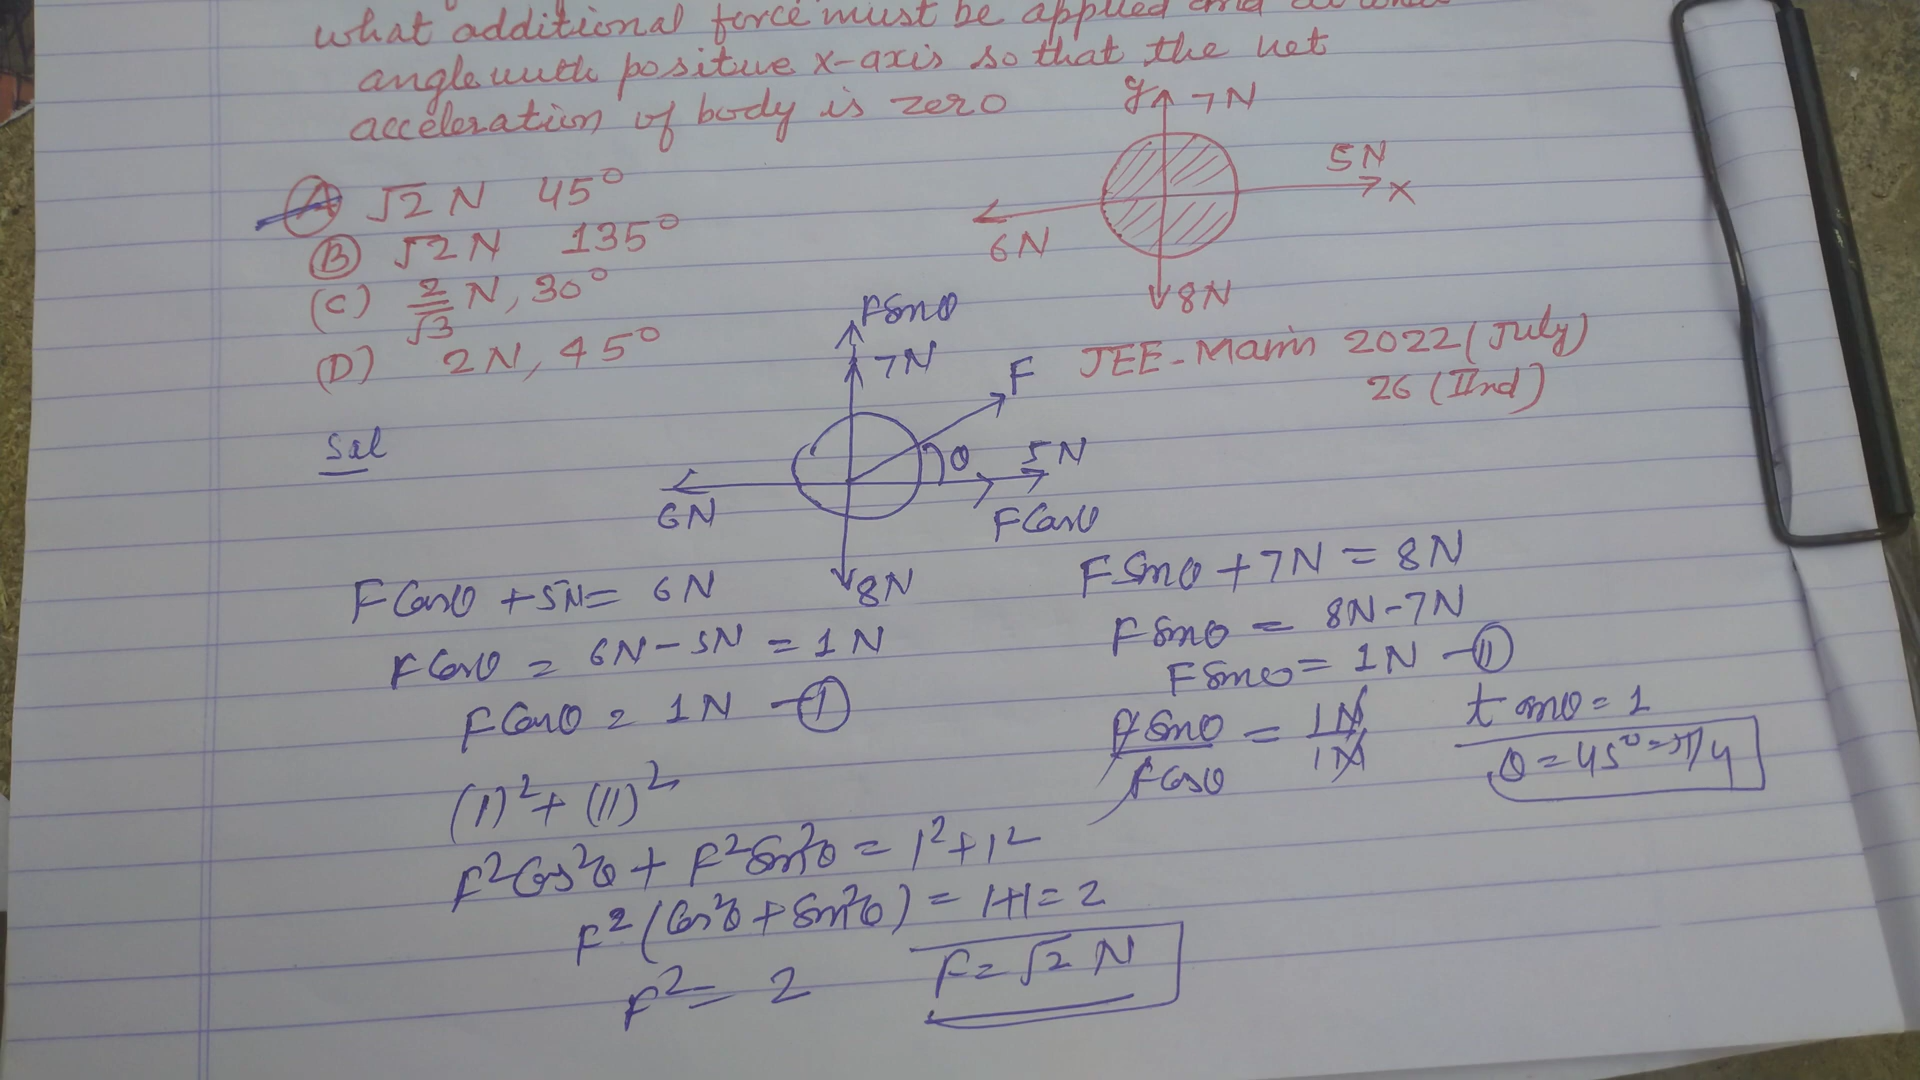 what additional force must be applied and at what
angle with positive x-axis so that the net
acceleration of body is zero
y 7N
5N
X
6N
8N
(A) √2 N 45°
(B) √2 N 135°
(C) 2/√3 N, 30°
(D) 2N, 45°
JEE-Main 2022 (July)
26 (IInd)
Sol
F Sinθ
7N
F
θ 5N
6N
F Cosθ
8N
F Cosθ + 5N = 6N
F Cosθ = 6N - 5N = 1N
F Cosθ = 1N - (I)
F Sinθ + 7N = 8N
F Sinθ = 8N - 7N
F Sinθ = 1N - (II)
F Sinθ / F Cosθ = 1N / 1N
tanθ = 1
θ = 45° = π/4
(I)² + (II)²
F² Cos²θ + F² Sin²θ = 1² + 1²
F² (Cos²θ + Sin²θ) = 1+1 = 2
F² = 2
F = √2 N